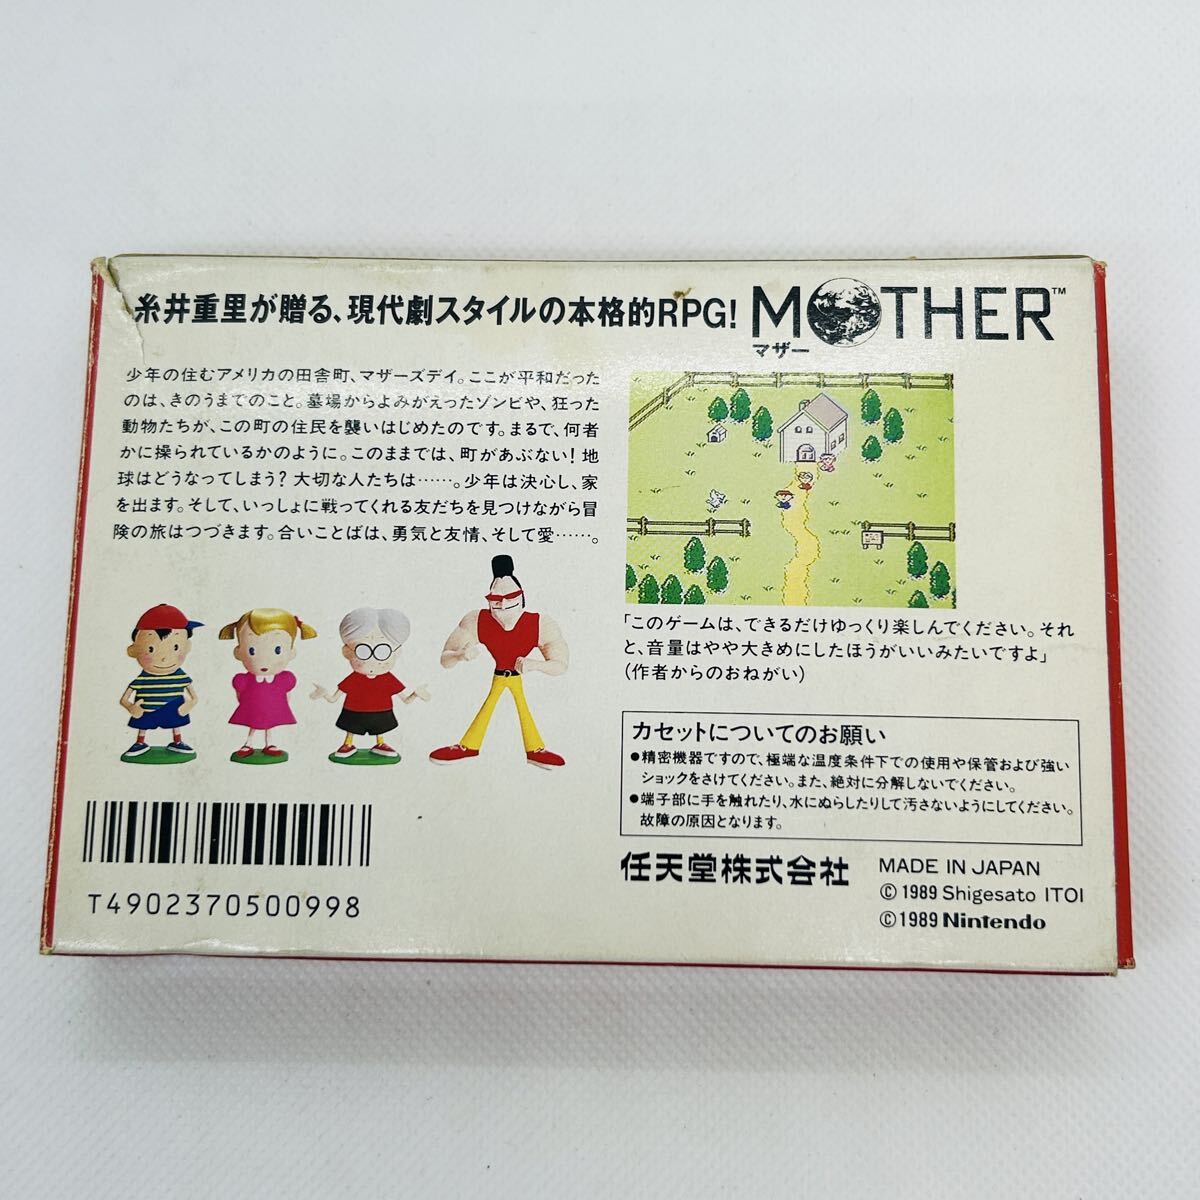 糸井重里が贈る、現代劇スタイルの本格的RPG!
MOTHER™
マザー
少年の住むアメリカの田舎町、マザーズデイ。ここが平和だった
のは、きのうまでのこと。墓場からよみがえったゾンビや、狂った
動物たちが、この町の住民を襲いはじめたのです。まるで、何者
かに操られているかのように。このままでは、町があぶない!地
球はどうなってしまう?大切な人たちは……。少年は決心し、家
を出ます。そして、いっしょに戦ってくれる友だちを見つけながら冒
険の旅はつづきます。合いことばは、勇気と友情、そして愛……。
「このゲームは、できるだけゆっくり楽しんでください。それ
と、音量はやや大きめにしたほうがいいみたいですよ」
(作者からのおねがい)
カセットについてのお願い
●精密機器ですので、極端な温度条件下での使用や保管および強い
ショックをさけてください。また、絶対に分解しないでください。
●端子部に手を触れたり、水にぬらしたりして汚さないようにしてください。
故障の原因となります。
任天堂株式会社
MADE IN JAPAN
©1989 Shigesato ITOI
©1989 Nintendo
T4902370500998